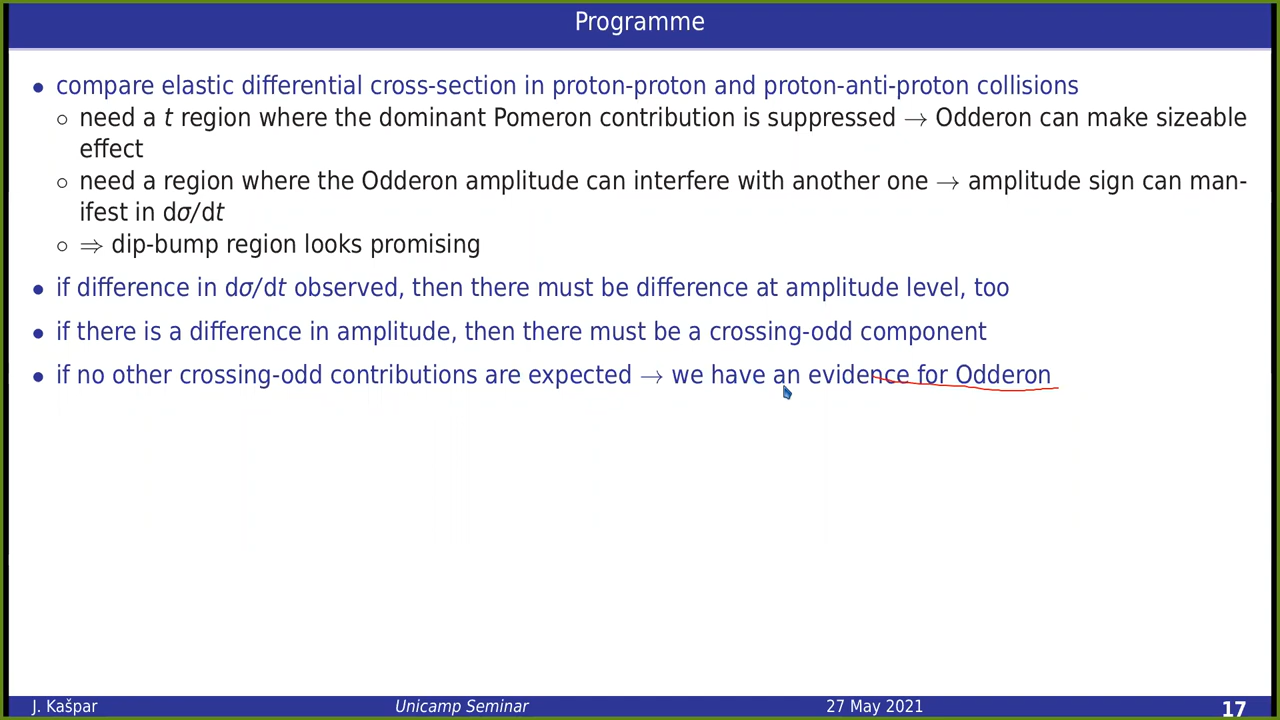 Programme
• compare elastic differential cross-section in proton-proton and proton-anti-proton collisions
◦ need a t region where the dominant Pomeron contribution is suppressed → Odderon can make sizeable
effect
◦ need a region where the Odderon amplitude can interfere with another one → amplitude sign can man-
ifest in dσ/dt
◦ ⇒ dip-bump region looks promising
• if difference in dσ/dt observed, then there must be difference at amplitude level, too
• if there is a difference in amplitude, then there must be a crossing-odd component
• if no other crossing-odd contributions are expected → we have an evidence for Odderon
J. Kašpar Unicamp Seminar 27 May 2021 17